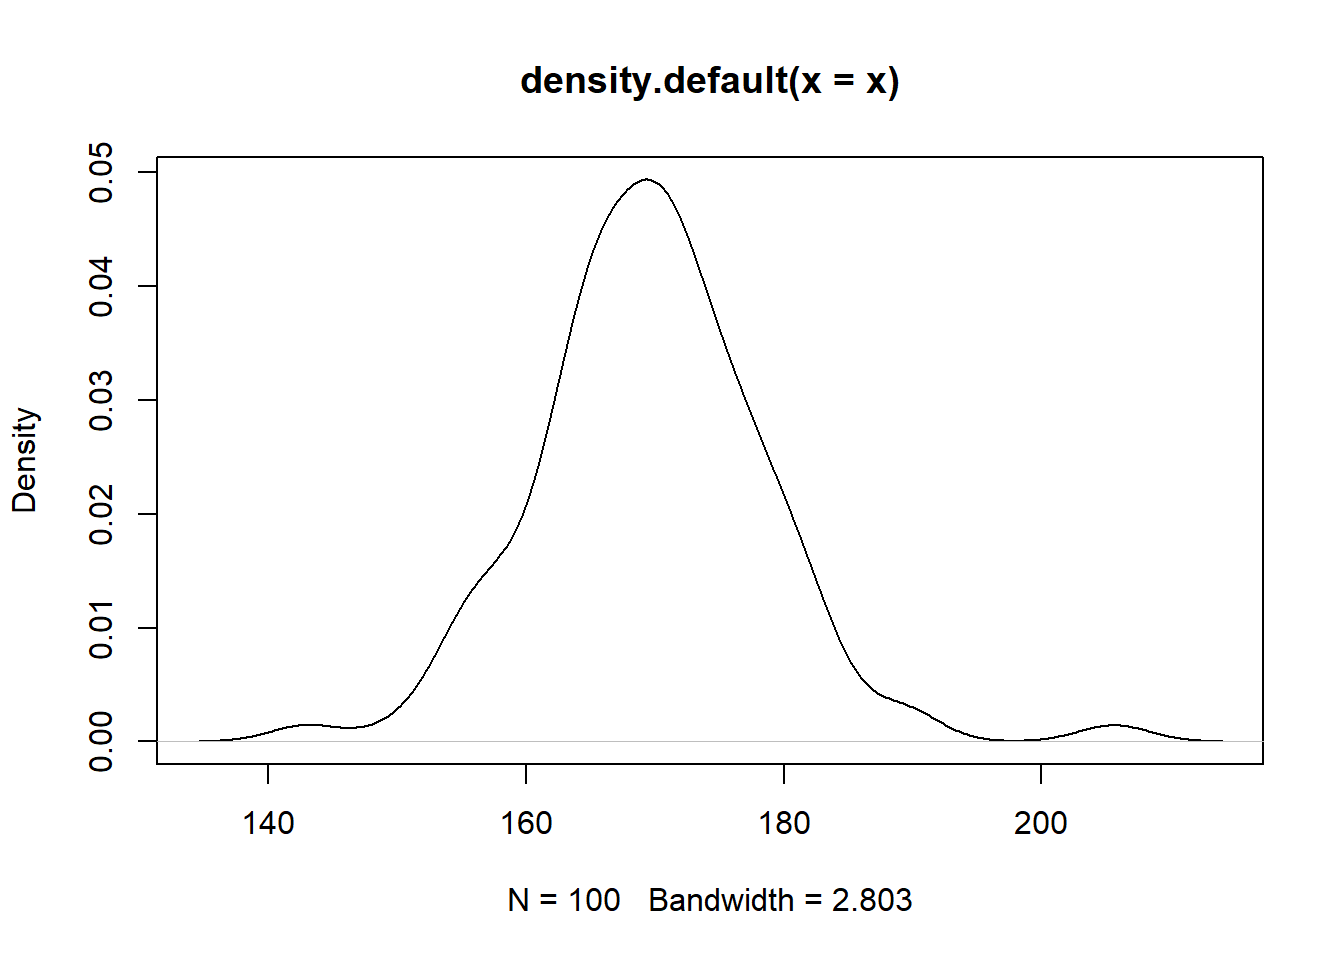 density.default(x = x)
Density
0.05
0.04
0.03
0.02
0.01
0.00
140 160 180 200
N = 100 Bandwidth = 2.803